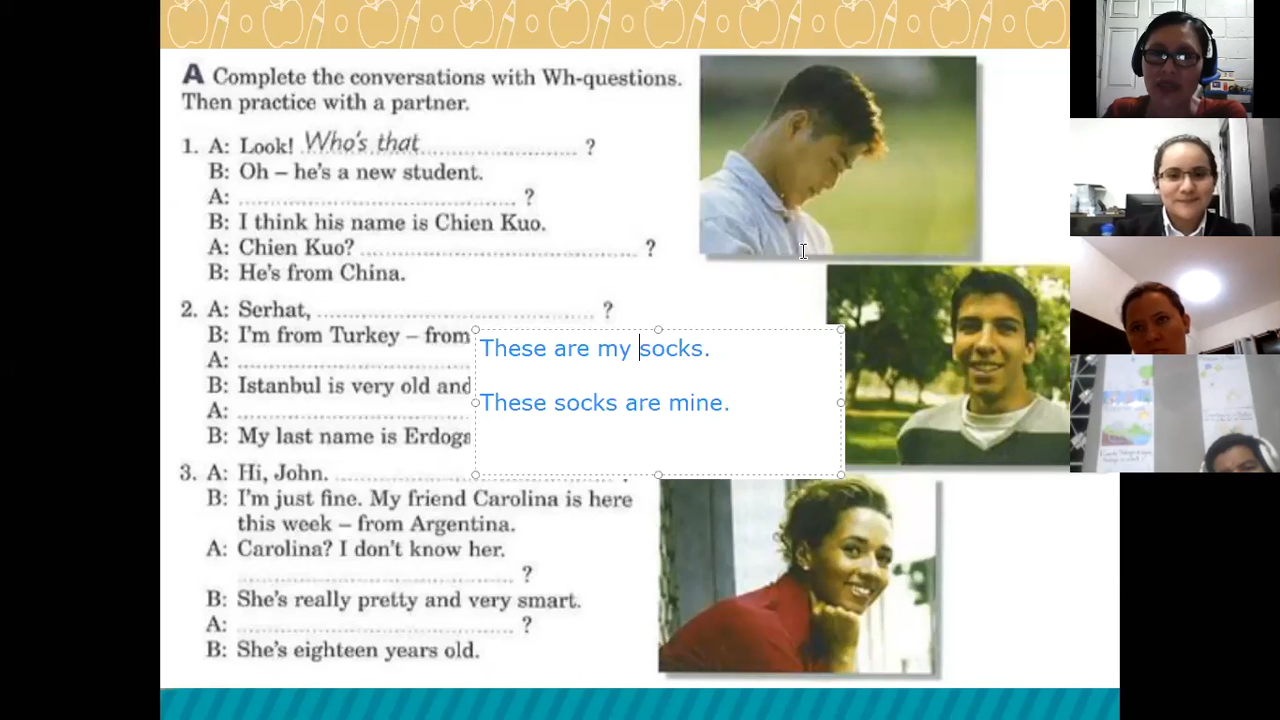 A Complete the conversations with Wh-questions.
Then practice with a partner.
1. A: Look! Who's that ?
B: Oh – he's a new student.
A: ?
B: I think his name is Chien Kuo.
A: Chien Kuo? ?
B: He's from China.
2. A: Serhat, ?
B: I'm from Turkey – from
A:
B: Istanbul is very old and
A:
B: My last name is Erdoga
These are my socks.
These socks are mine.
3. A: Hi, John. ?
B: I'm just fine. My friend Carolina is here
this week – from Argentina.
A: Carolina? I don't know her.
?
B: She's really pretty and very smart.
A: ?
B: She's eighteen years old.